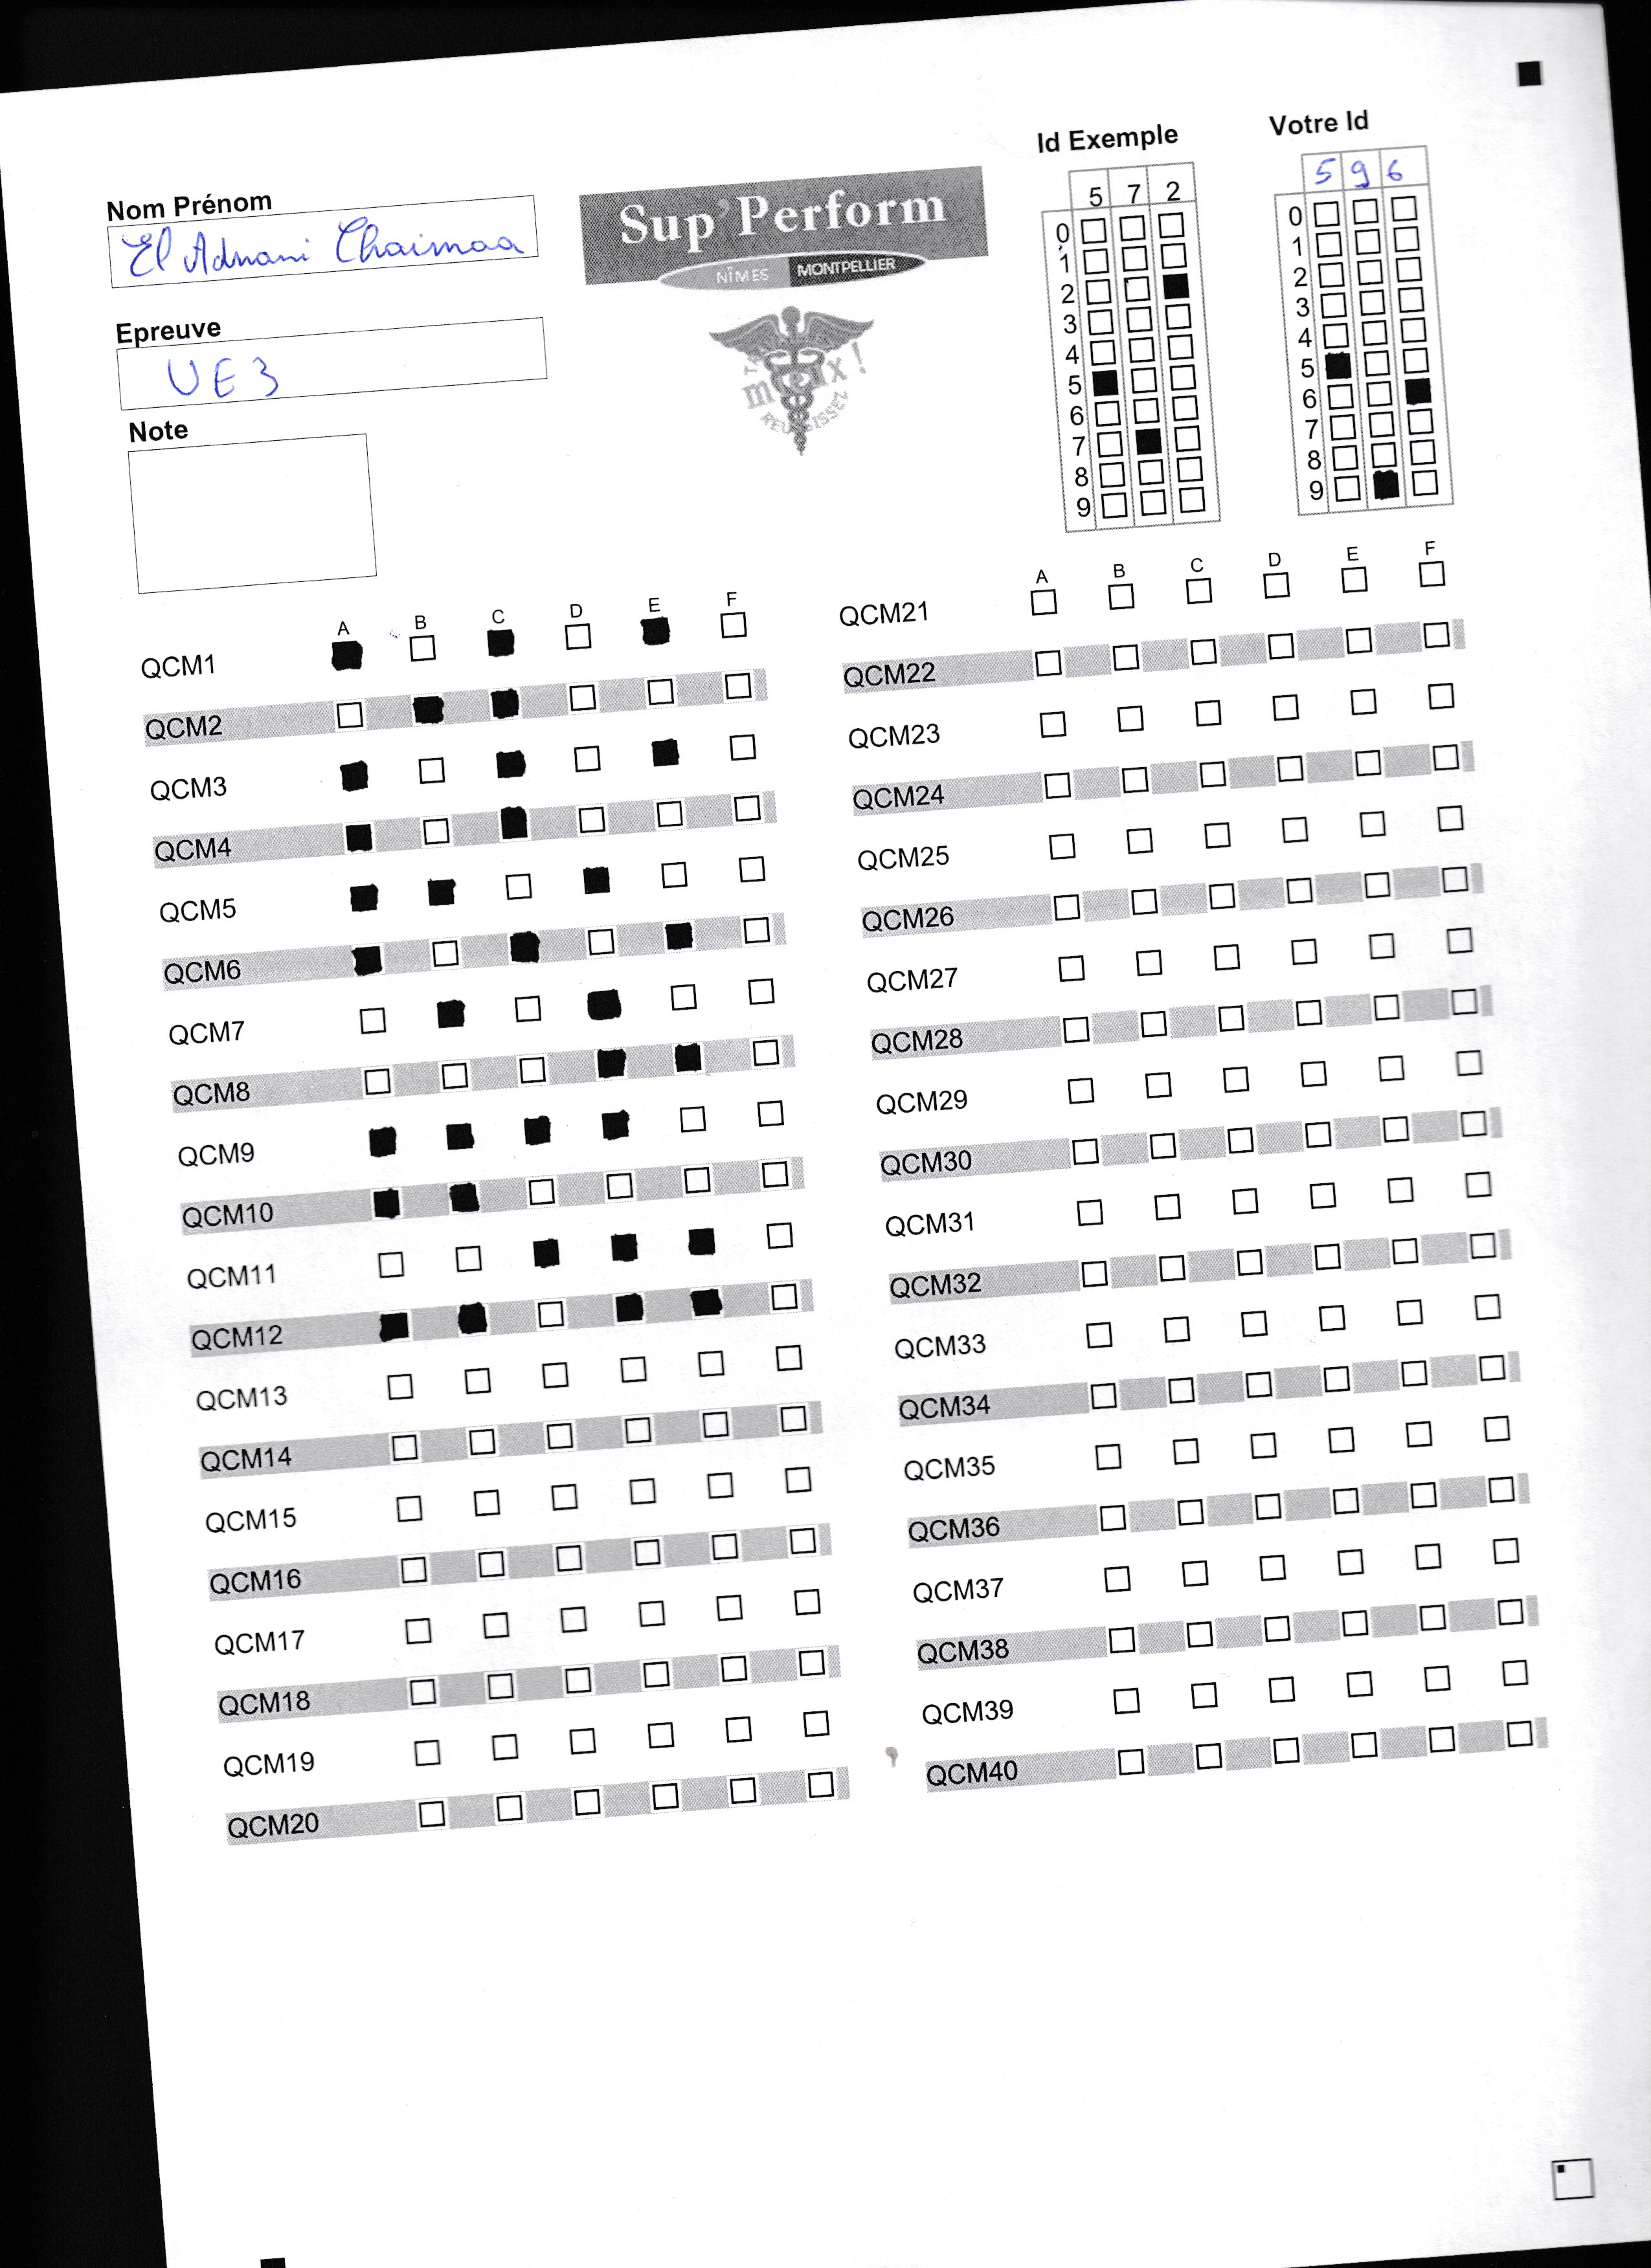 Id Exemple
Votre Id
Nom Prénom
El Adnani Chaimaa
Sup'Perform
NÎMES MONTPELLIER
5 7 2
5 9 6
0
1
2
3
4
5
6
7
8
9
0
1
2
3
4
5
6
7
8
9
Epreuve
UE3
REUSSISSEZ
Note
A B C D E F
QCM1
QCM2
QCM3
QCM4
QCM5
QCM6
QCM7
QCM8
QCM9
QCM10
QCM11
QCM12
QCM13
QCM14
QCM15
QCM16
QCM17
QCM18
QCM19
QCM20
A B C D E F
QCM21
QCM22
QCM23
QCM24
QCM25
QCM26
QCM27
QCM28
QCM29
QCM30
QCM31
QCM32
QCM33
QCM34
QCM35
QCM36
QCM37
QCM38
QCM39
QCM40